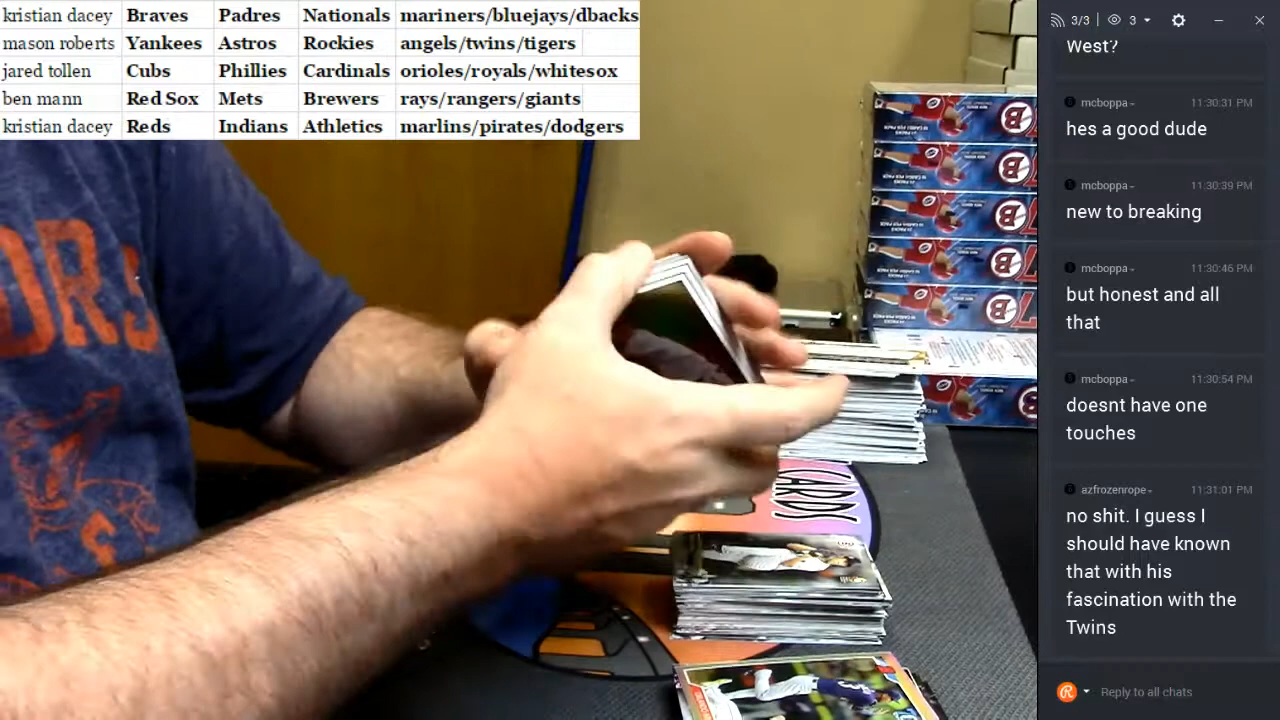 kristian dacey Braves Padres Nationals mariners/bluejays/dbacks
mason roberts Yankees Astros Rockies angels/twins/tigers
jared tollen Cubs Phillies Cardinals orioles/royals/whitesox
ben mann Red Sox Mets Brewers rays/rangers/giants
kristian dacey Reds Indians Athletics marlins/pirates/dodgers
3/3 3
West?
mcboppa 11:30:31 PM
hes a good dude
mcboppa 11:30:39 PM
new to breaking
mcboppa 11:30:46 PM
but honest and all
that
mcboppa 11:30:54 PM
doesnt have one
touches
azfrozenrope 11:31:01 PM
no shit. I guess I
should have known
that with his
fascination with the
Twins
Reply to all chats
ORS
CARDS
B
B
B
B
B